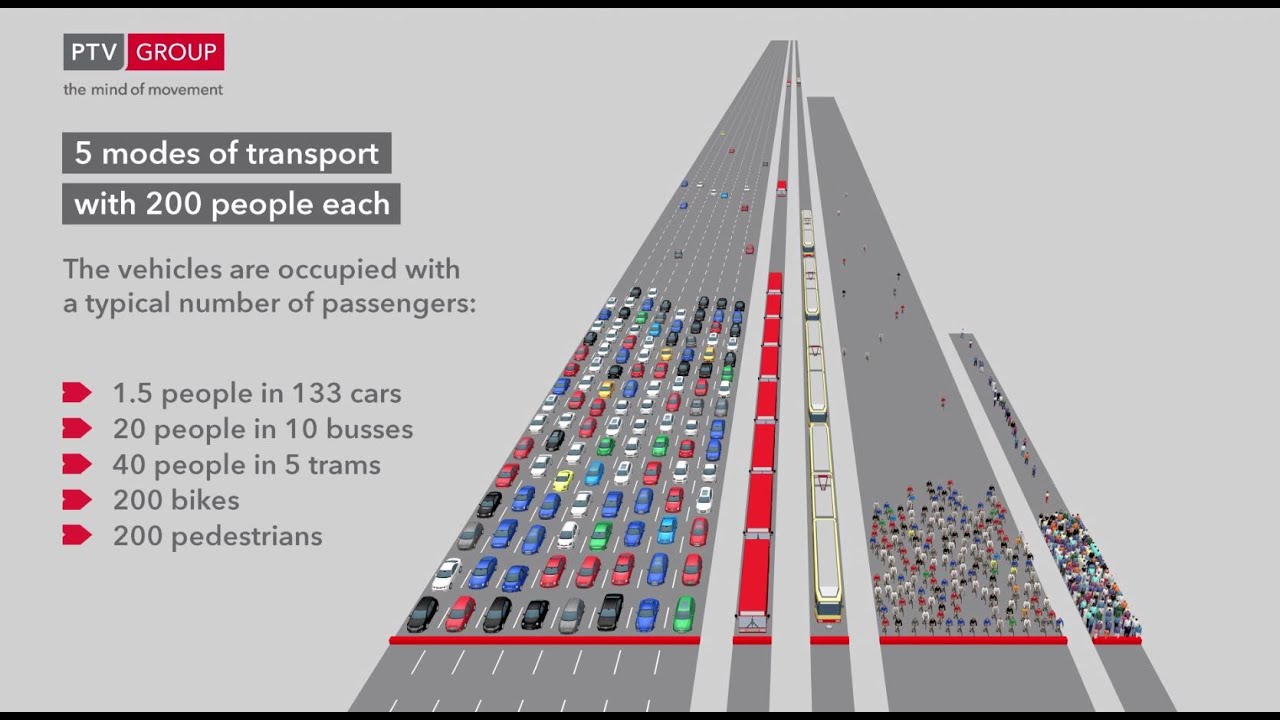 PTV GROUP
the mind of movement
5 modes of transport
with 200 people each
The vehicles are occupied with
a typical number of passengers:
1.5 people in 133 cars
20 people in 10 busses
40 people in 5 trams
200 bikes
200 pedestrians